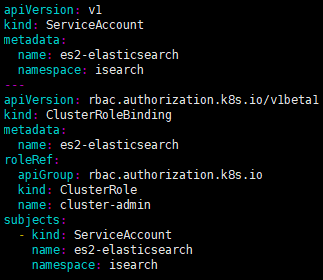 apiVersion: v1
kind: ServiceAccount
metadata:
  name: es2-elasticsearch
  namespace: isearch
---
apiVersion: rbac.authorization.k8s.io/v1beta1
kind: ClusterRoleBinding
metadata:
  name: es2-elasticsearch
roleRef:
  apiGroup: rbac.authorization.k8s.io
  kind: ClusterRole
  name: cluster-admin
subjects:
  - kind: ServiceAccount
    name: es2-elasticsearch
    namespace: isearch